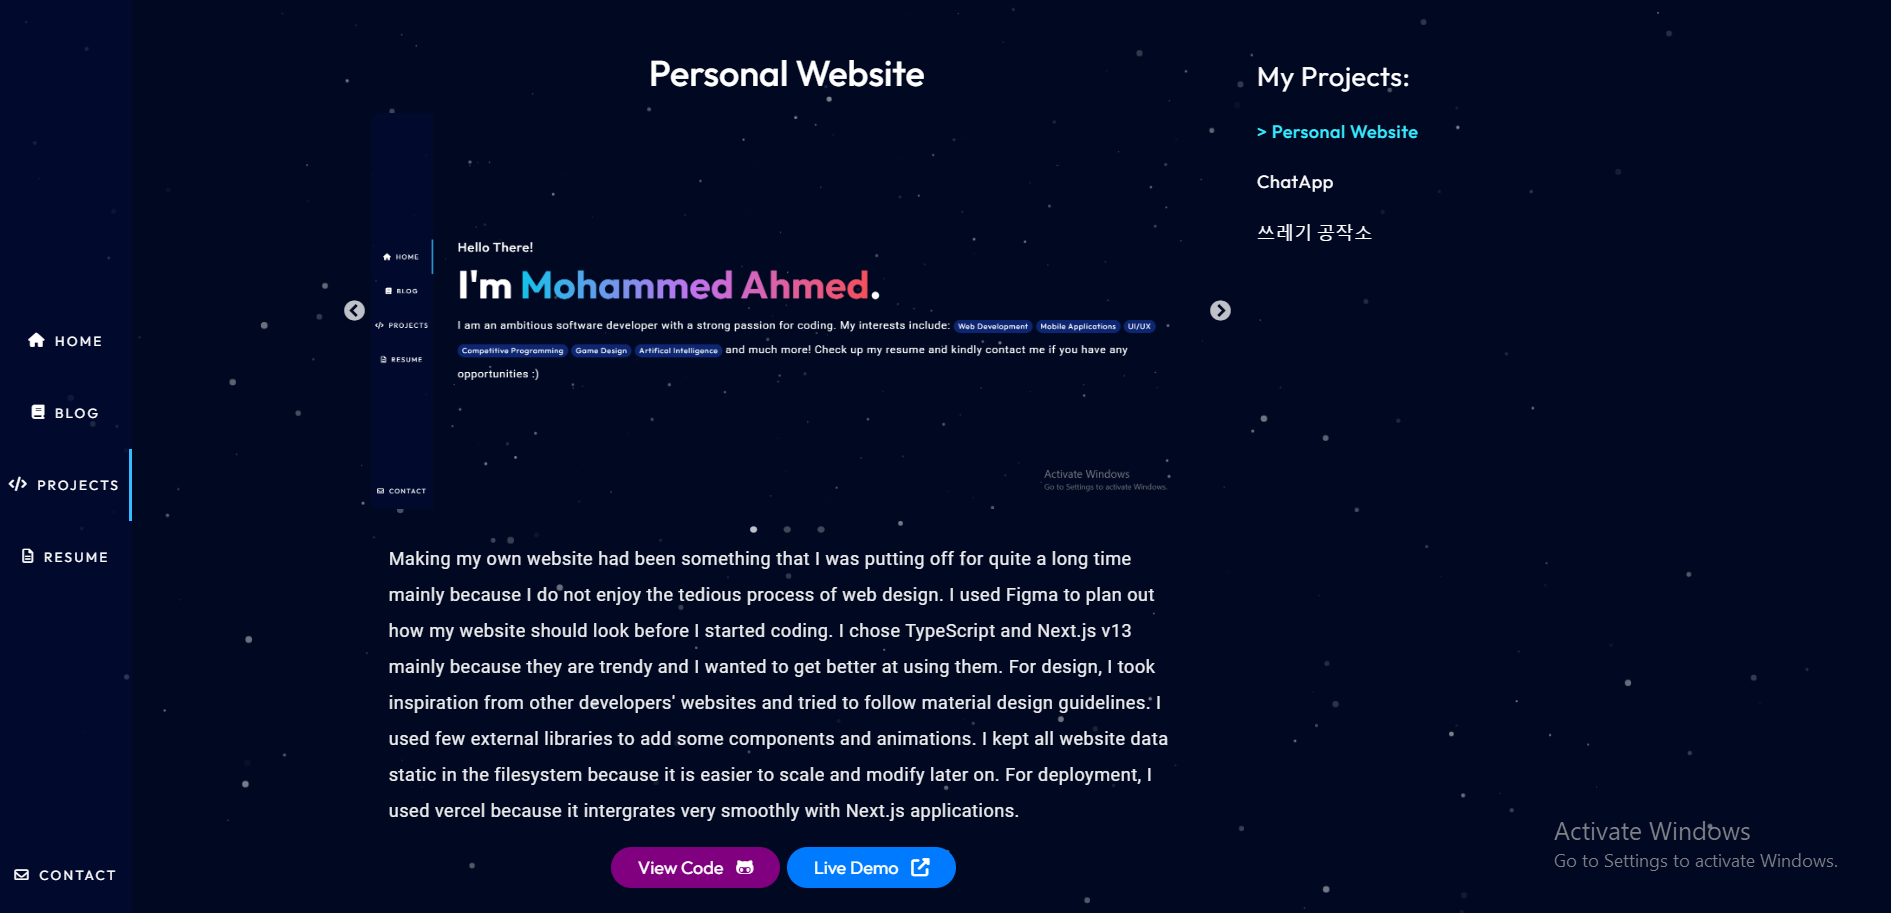 HOME
BLOG
PROJECTS
RESUME
CONTACT
Personal Website
HOME
BLOG
PROJECTS
RESUME
CONTACT
Hello There!
I'm Mohammed Ahmed.
I am an ambitious software developer with a strong passion for coding. My interests include: Web Development Mobile Applications UI/UX
Competitive Programming Game Design Artifical Intelligence and much more! Check up my resume and kindly contact me if you have any
opportunities :)
Activate Windows
Go to Settings to activate Windows.
Making my own website had been something that I was putting off for quite a long time
mainly because I do not enjoy the tedious process of web design. I used Figma to plan out
how my website should look before I started coding. I chose TypeScript and Next.js v13
mainly because they are trendy and I wanted to get better at using them. For design, I took
inspiration from other developers' websites and tried to follow material design guidelines. I
used few external libraries to add some components and animations. I kept all website data
static in the filesystem because it is easier to scale and modify later on. For deployment, I
used vercel because it intergrates very smoothly with Next.js applications.
View Code
Live Demo
My Projects:
> Personal Website
ChatApp
쓰레기 공작소
Activate Windows
Go to Settings to activate Windows.